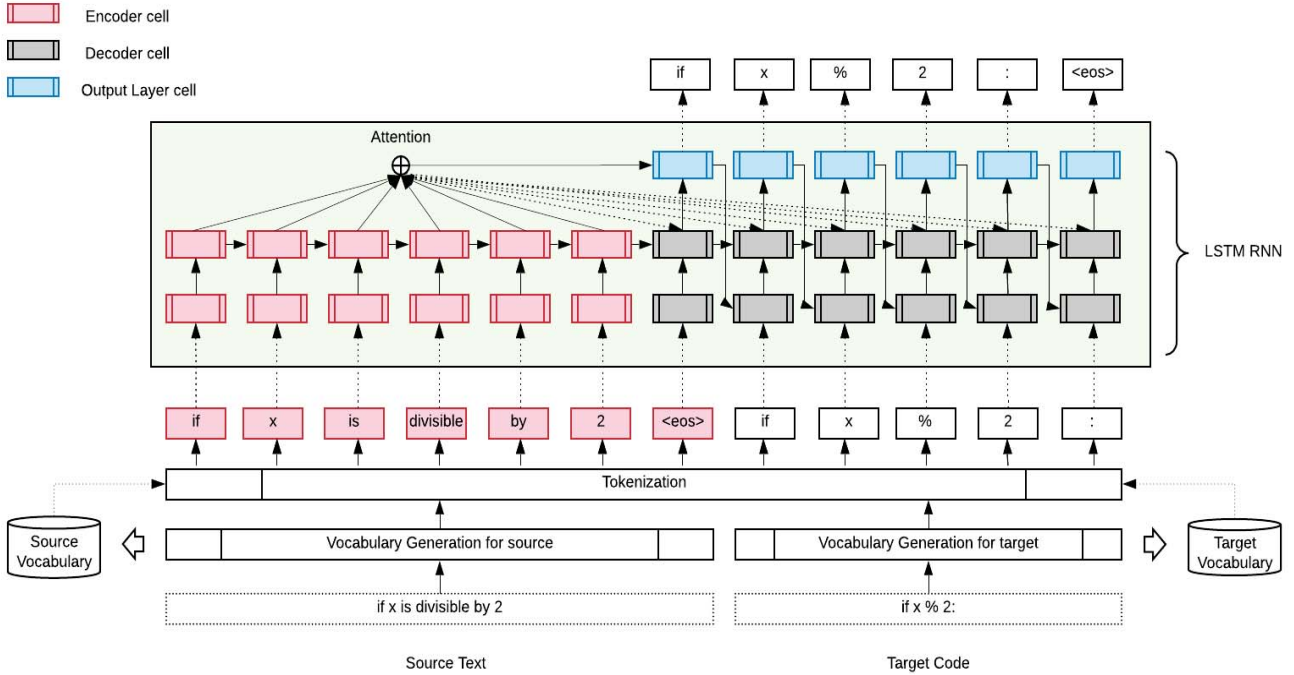 Encoder cell
Decoder cell
Output Layer cell
if x % 2 : <eos>
Attention
LSTM RNN
if x is divisible by 2 <eos> if x % 2 :
Tokenization
Source
Vocabulary
Vocabulary Generation for source
Vocabulary Generation for target
Target
Vocabulary
if x is divisible by 2
if x % 2:
Source Text
Target Code